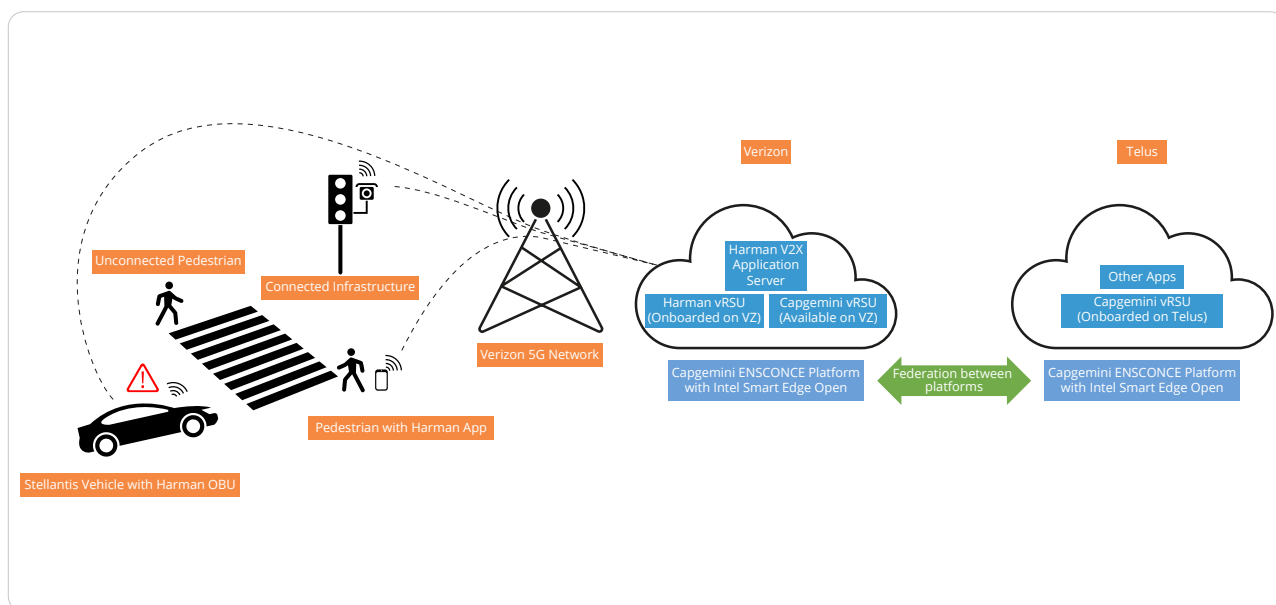 Verizon
Telus
Unconnected Pedestrian
Connected Infrastructure
Harman V2X
Application
Server
Harman vRSU
(Onboarded on VZ)
Capgemini vRSU
(Available on VZ)
Other Apps
Capgemini vRSU
(Onboarded on Telus)
Verizon 5G Network
Capgemini ENSCONCE Platform
with Intel Smart Edge Open
Federation between
platforms
Capgemini ENSCONCE Platform
with Intel Smart Edge Open
Pedestrian with Harman App
Stellantis Vehicle with Harman OBU